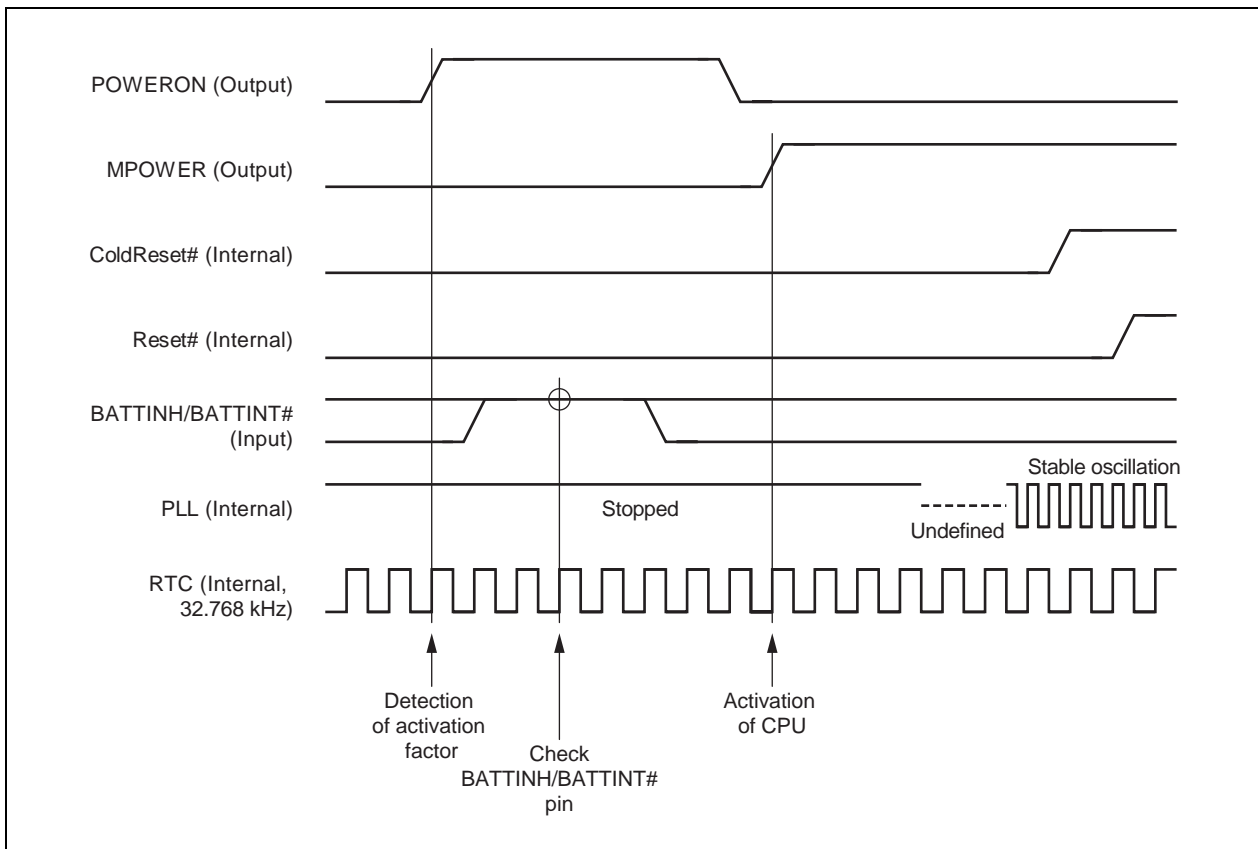 POWERON (Output)
MPOWER (Output)
ColdReset# (Internal)
Reset# (Internal)
BATTINH/BATTINT#
(Input)
Stable oscillation
PLL (Internal)
Stopped
Undefined
RTC (Internal,
32.768 kHz)
Detection
of activation
factor
Check
BATTINH/BATTINT#
pin
Activation
of CPU